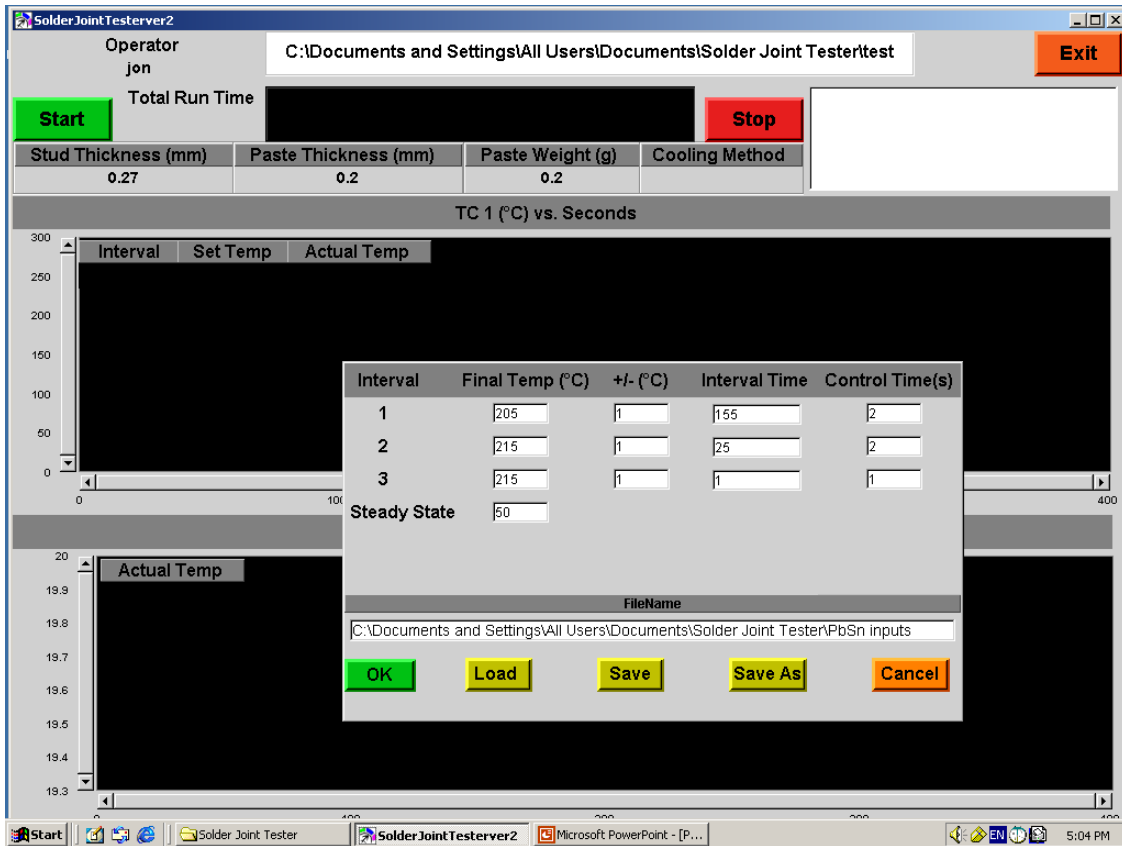 SolderJointTesterver2
Operator
jon
C:\Documents and Settings\All Users\Documents\Solder Joint Tester\test
Exit
Start
Total Run Time
Stop
Stud Thickness (mm) Paste Thickness (mm) Paste Weight (g) Cooling Method
0.27 0.2 0.2
TC 1 (°C) vs. Seconds
300
250
200
150
100
50
0
Interval Set Temp Actual Temp
0 100 400
Interval Final Temp (°C) +/- (°C) Interval Time Control Time(s)
1 205 1 155 2
2 215 1 25 2
3 215 1 1 1
Steady State 50
FileName
C:\Documents and Settings\All Users\Documents\Solder Joint Tester\PbSn inputs
OK Load Save Save As Cancel
20
19.9
19.8
19.7
19.6
19.5
19.4
19.3
Actual Temp
Start Solder Joint Tester SolderJointTesterver2 Microsoft PowerPoint - [P... EN 5:04 PM